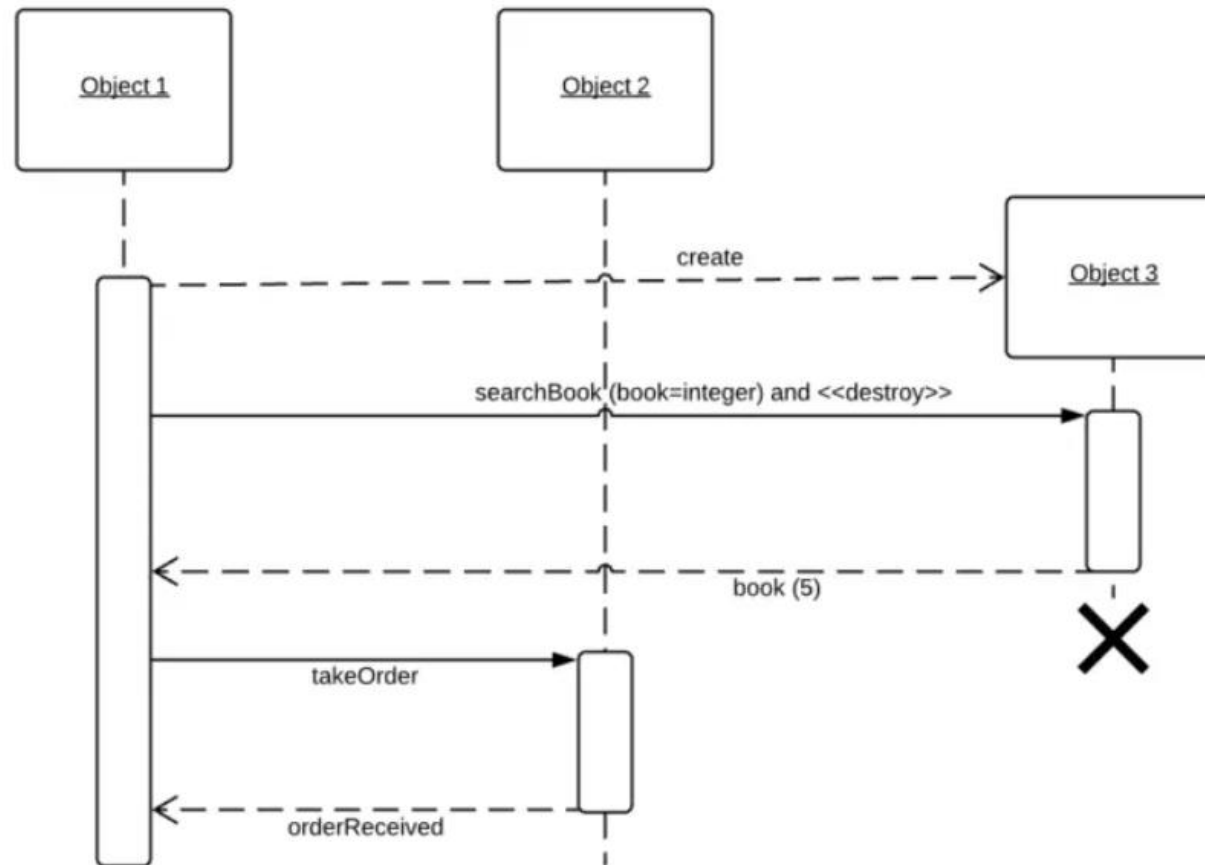 Object 1
Object 2
create
Object 3
searchBook (book=integer) and <<destroy>>
book (5)
takeOrder
orderReceived